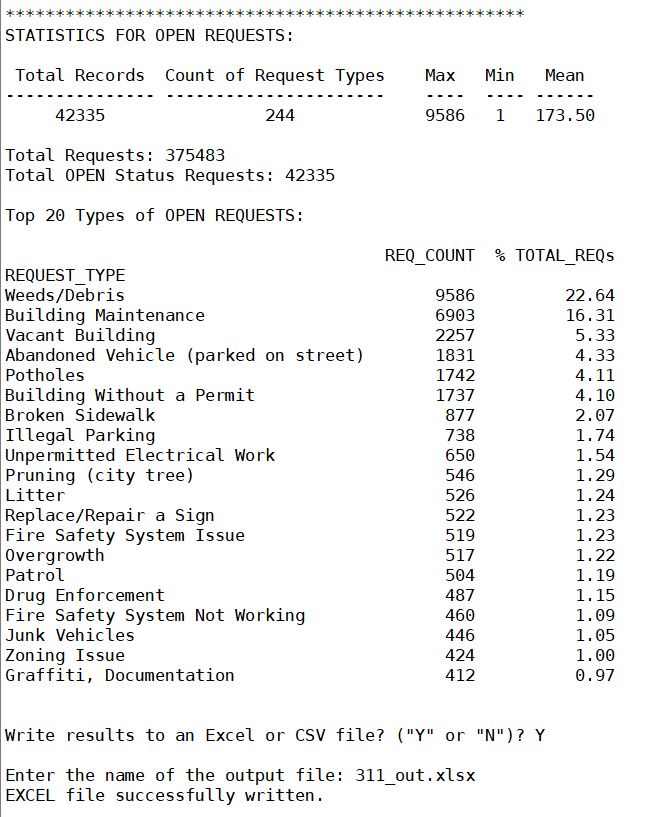 ****************************************************
STATISTICS FOR OPEN REQUESTS:
Total Records  Count of Request Types    Max   Min   Mean
--------------- ----------------------    ----  ---- ------
42335                244             9586   1   173.50
Total Requests: 375483
Total OPEN Status Requests: 42335
Top 20 Types of OPEN REQUESTS:
REQ_COUNT  % TOTAL_REQs
REQUEST_TYPE
Weeds/Debris                               9586         22.64
Building Maintenance                       6903         16.31
Vacant Building                            2257          5.33
Abandoned Vehicle (parked on street)       1831          4.33
Potholes                                   1742          4.11
Building Without a Permit                  1737          4.10
Broken Sidewalk                             877          2.07
Illegal Parking                             738          1.74
Unpermitted Electrical Work                 650          1.54
Pruning (city tree)                         546          1.29
Litter                                      526          1.24
Replace/Repair a Sign                       522          1.23
Fire Safety System Issue                    519          1.23
Overgrowth                                  517          1.22
Patrol                                      504          1.19
Drug Enforcement                            487          1.15
Fire Safety System Not Working              460          1.09
Junk Vehicles                               446          1.05
Zoning Issue                                424          1.00
Graffiti, Documentation                     412          0.97
Write results to an Excel or CSV file? ("Y" or "N")? Y
Enter the name of the output file: 311_out.xlsx
EXCEL file successfully written.